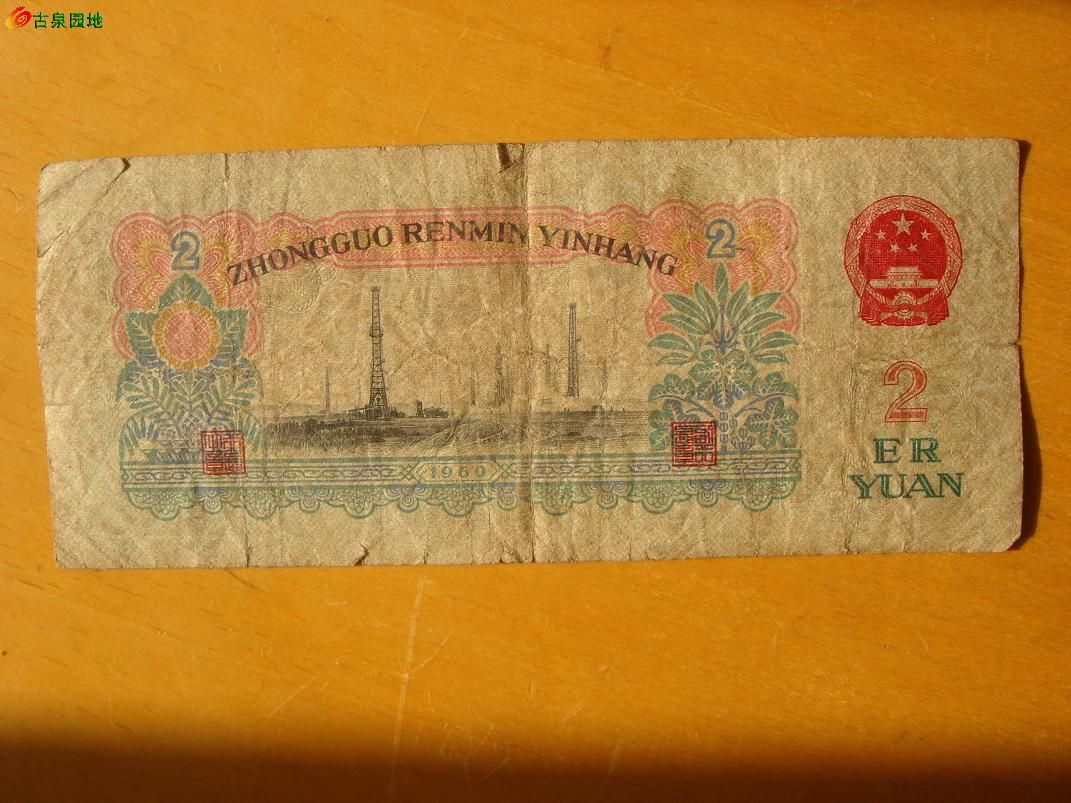 古泉园地
2
2
ZHONGGUO RENMIN YINHANG
2
ER
YUAN
1960